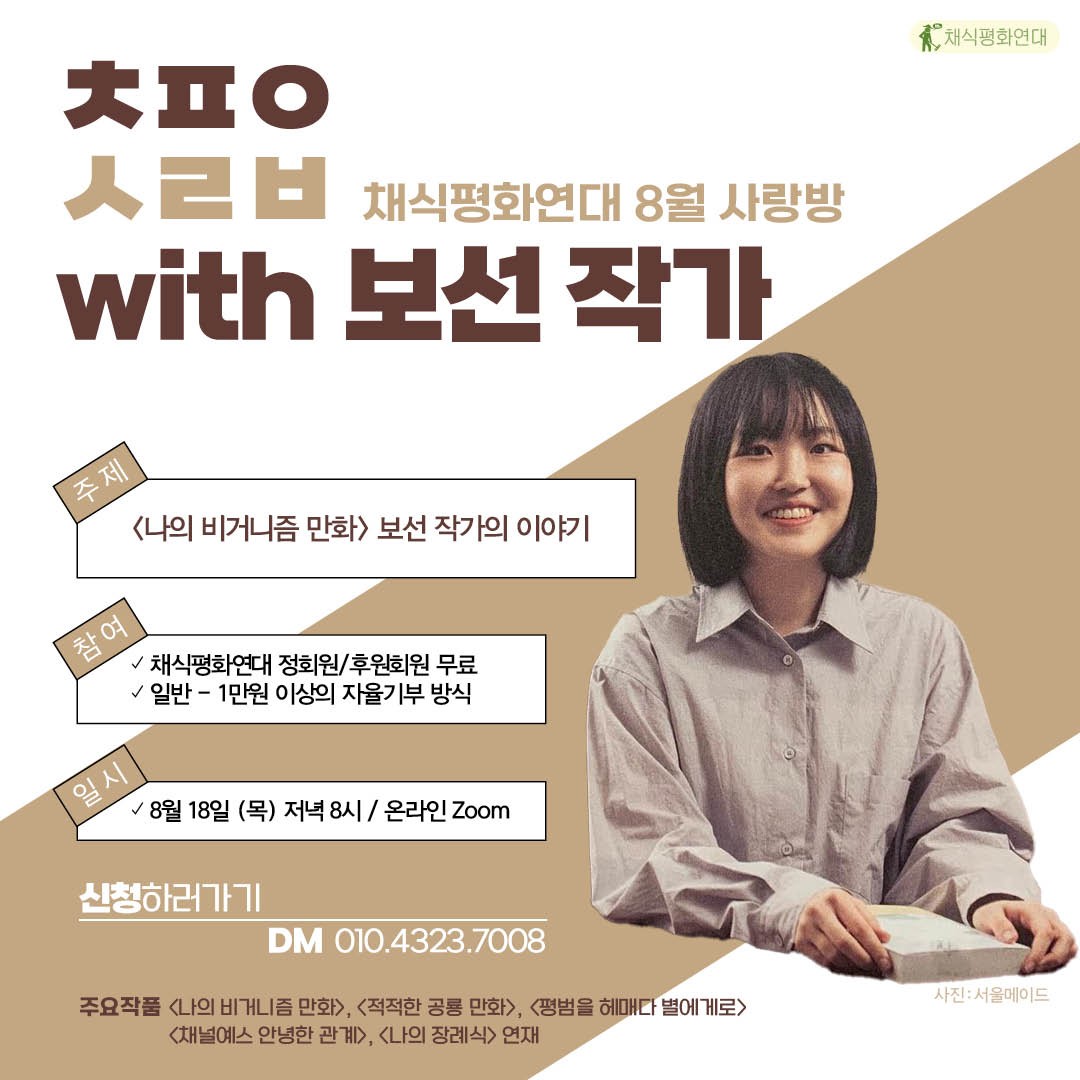 채식평화연대
ㅊㅍㅇ
ㅅㄹㅂ 채식평화연대 8월 사랑방
with 보선 작가
주제
<나의 비거니즘 만화> 보선 작가의 이야기
참여
✓ 채식평화연대 정회원/후원회원 무료
✓ 일반 - 1만원 이상의 자율기부 방식
일시
✓ 8월 18일 (목) 저녁 8시 / 온라인 Zoom
신청하러가기
DM 010.4323.7008
사진 : 서울메이드
주요작품 <나의 비거니즘 만화>, <적적한 공룡 만화>, <평범을 헤매다 별에게로>
<채널예스 안녕한 관계>, <나의 장례식> 연재